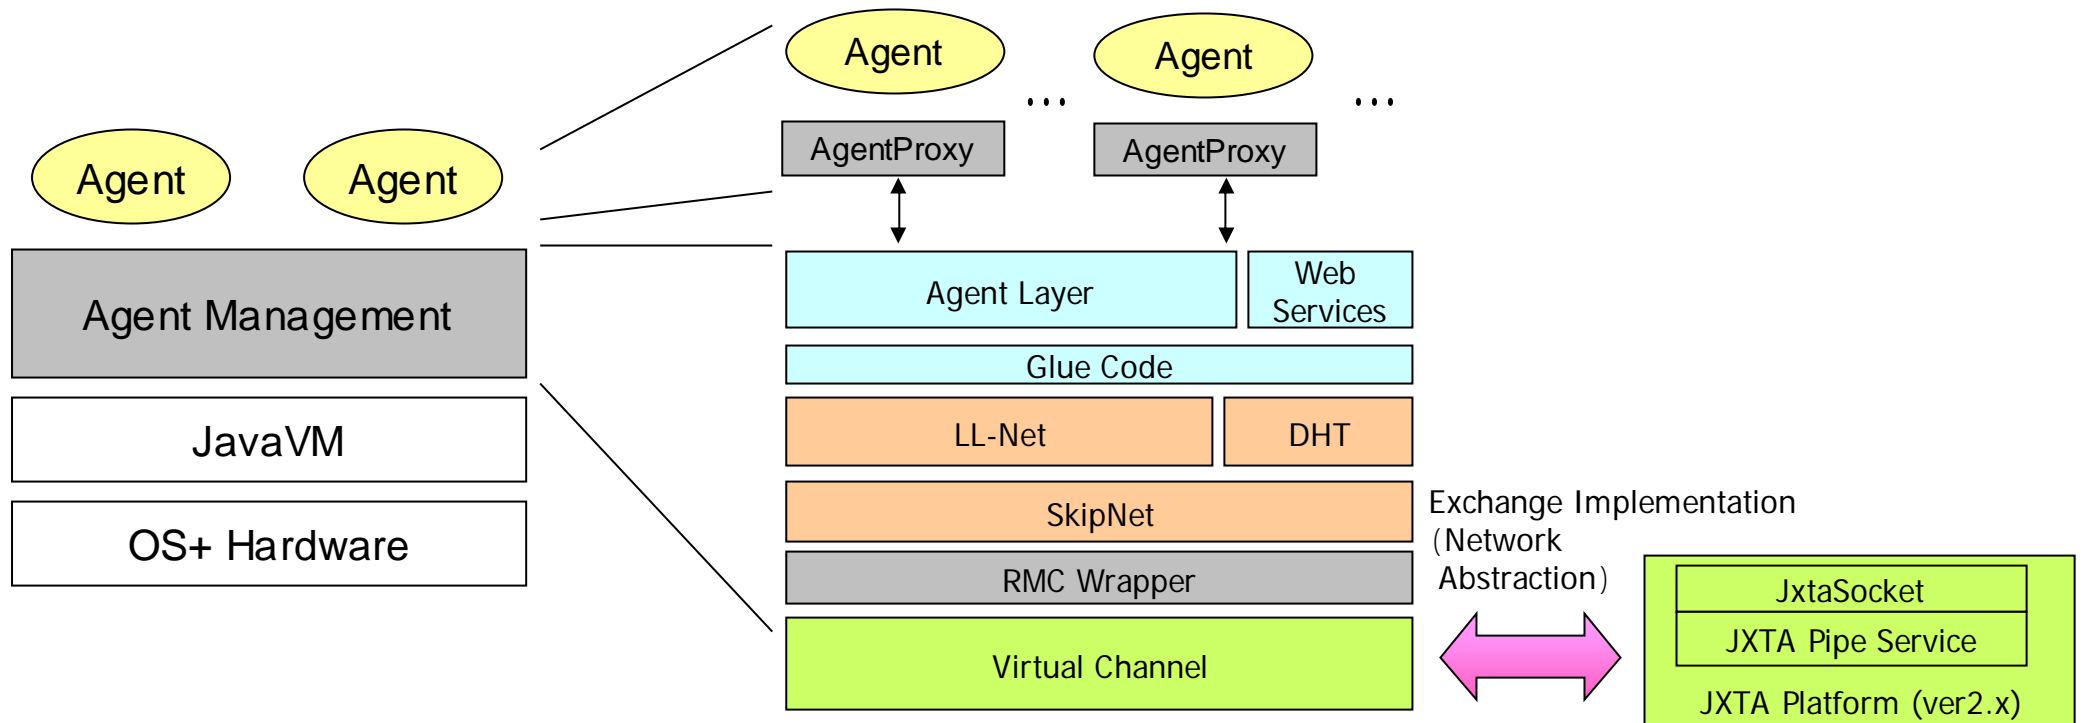 Agent
Agent
Agent Management
JavaVM
OS+ Hardware
Agent
Agent
...
...
AgentProxy
AgentProxy
Agent Layer
Web
Services
Glue Code
LL-Net
DHT
SkipNet
RMC Wrapper
Virtual Channel
Exchange Implementation
(Network
Abstraction)
JxtaSocket
JXTA Pipe Service
JXTA Platform (ver2.x)